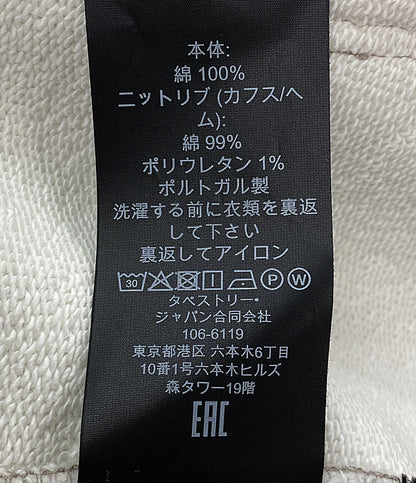 本体:
綿 100%
ニットリブ (カフス/ヘ
ム):
綿 99%
ポリウレタン 1%
ポルトガル製
洗濯する前に衣類を裏返
して下さい
裏返してアイロン
30 P W
タペストリー・
ジャパン合同会社
106-6119
東京都港区 六本木6丁目
10番1号六本木ヒルズ
森タワー19階
EAC